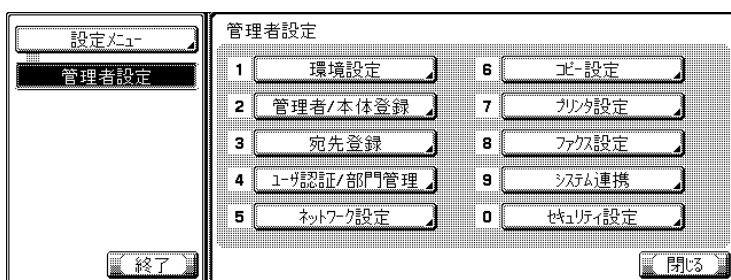 設定メニュー
管理者設定
終了
管理者設定
1 環境設定
2 管理者/本体登録
3 宛先登録
4 ユーザ認証/部門管理
5 ネットワーク設定
6 コピー設定
7 プリンタ設定
8 ファクス設定
9 システム連携
0 セキュリティ設定
閉じる